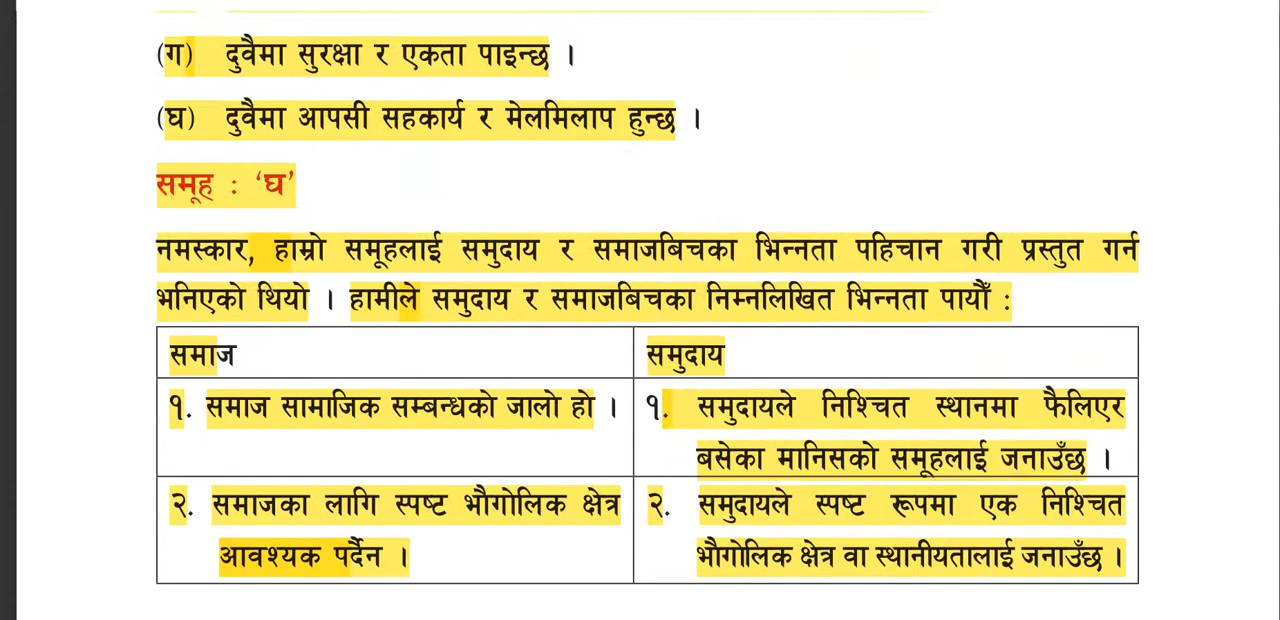 (ग) दुवैमा सुरक्षा र एकता पाइन्छ ।
(घ) दुवैमा आपसी सहकार्य र मेलमिलाप हुन्छ ।
समूह : ‘घ’
नमस्कार, हाम्रो समूहलाई समुदाय र समाजबिचका भिन्नता पहिचान गरी प्रस्तुत गर्न
भनिएको थियो । हामीले समुदाय र समाजबिचका निम्नलिखित भिन्नता पायौँ :
समाज
समुदाय
१. समाज सामाजिक सम्बन्धको जालो हो ।
१. समुदायले निश्चित स्थानमा फैलिएर
बसेका मानिसको समूहलाई जनाउँछ ।
२. समाजका लागि स्पष्ट भौगोलिक क्षेत्र
आवश्यक पर्दैन ।
२. समुदायले स्पष्ट रूपमा एक निश्चित
भौगोलिक क्षेत्र वा स्थानीयतालाई जनाउँछ ।